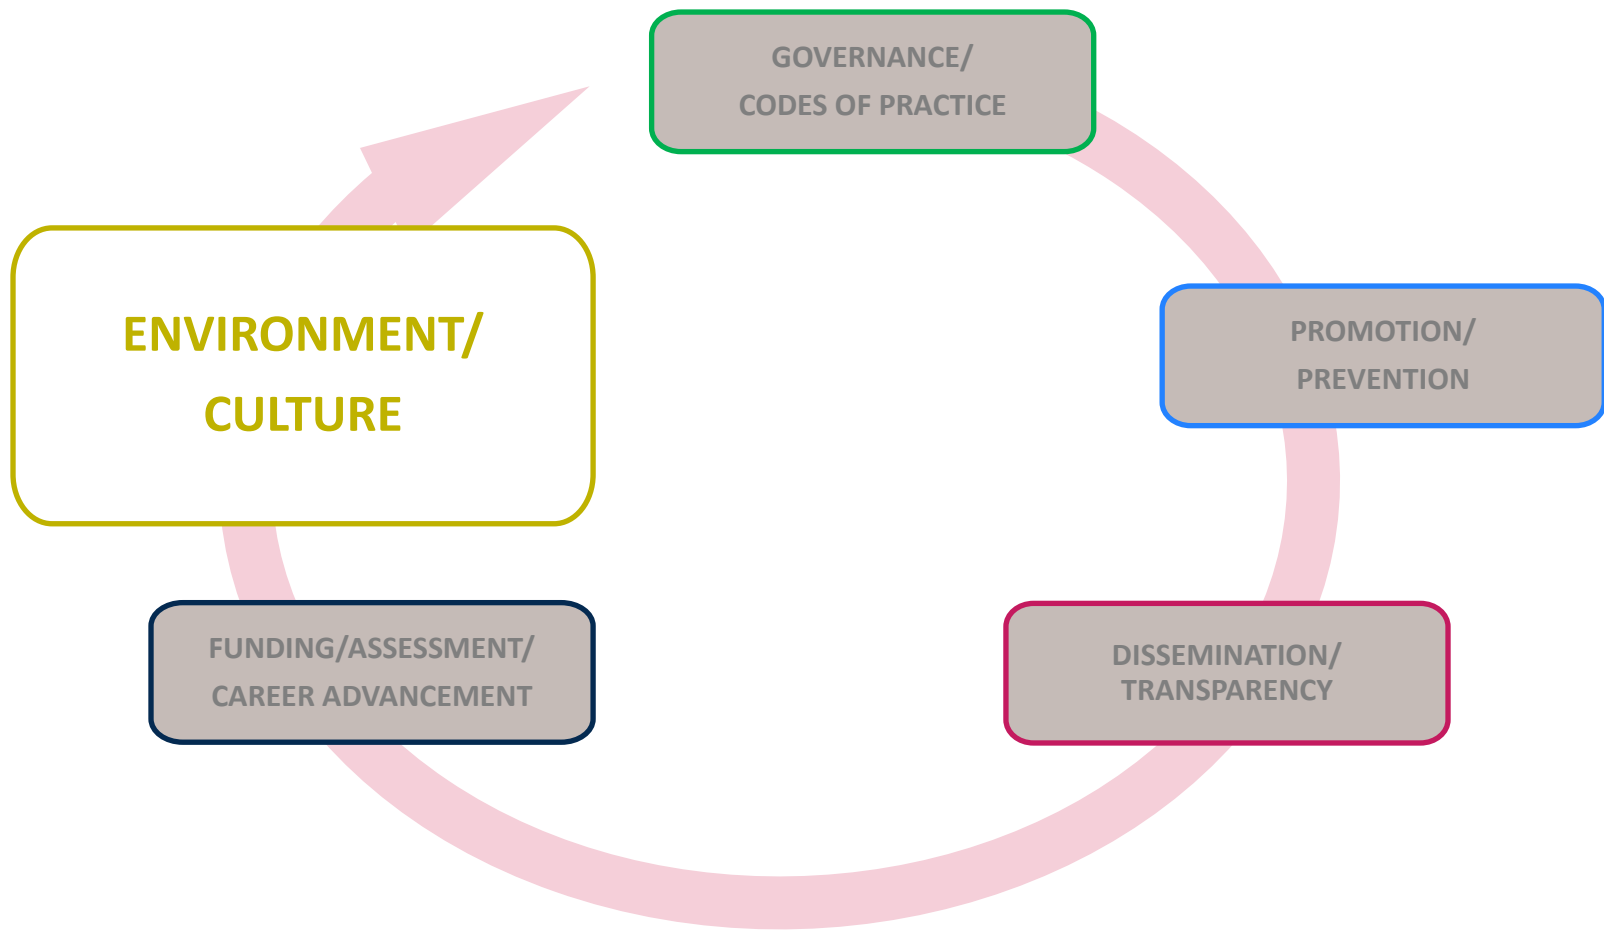 GOVERNANCE/
CODES OF PRACTICE
PROMOTION/
PREVENTION
DISSEMINATION/
TRANSPARENCY
FUNDING/ASSESSMENT/
CAREER ADVANCEMENT
ENVIRONMENT/
CULTURE